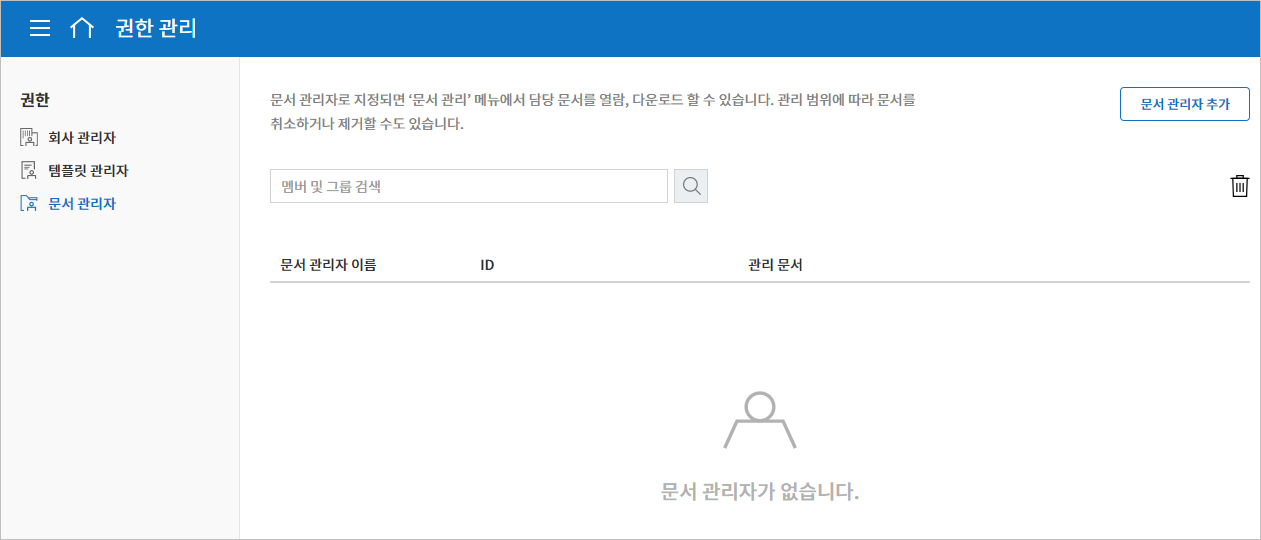 권한 관리
권한
회사 관리자
템플릿 관리자
문서 관리자
문서 관리자로 지정되면 ‘문서 관리’ 메뉴에서 담당 문서를 열람, 다운로드 할 수 있습니다. 관리 범위에 따라 문서를
취소하거나 제거할 수도 있습니다.
문서 관리자 추가
멤버 및 그룹 검색
문서 관리자 이름 ID 관리 문서
문서 관리자가 없습니다.